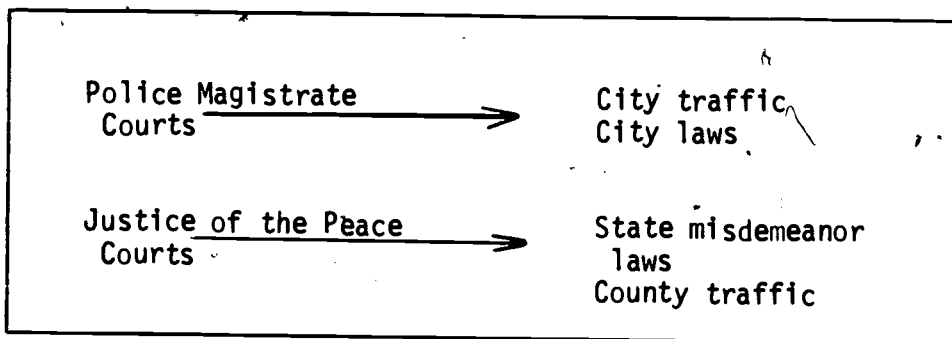 Police Magistrate
Courts
City traffic
City laws
Justice of the Peace
Courts
State misdemeanor
laws
County traffic